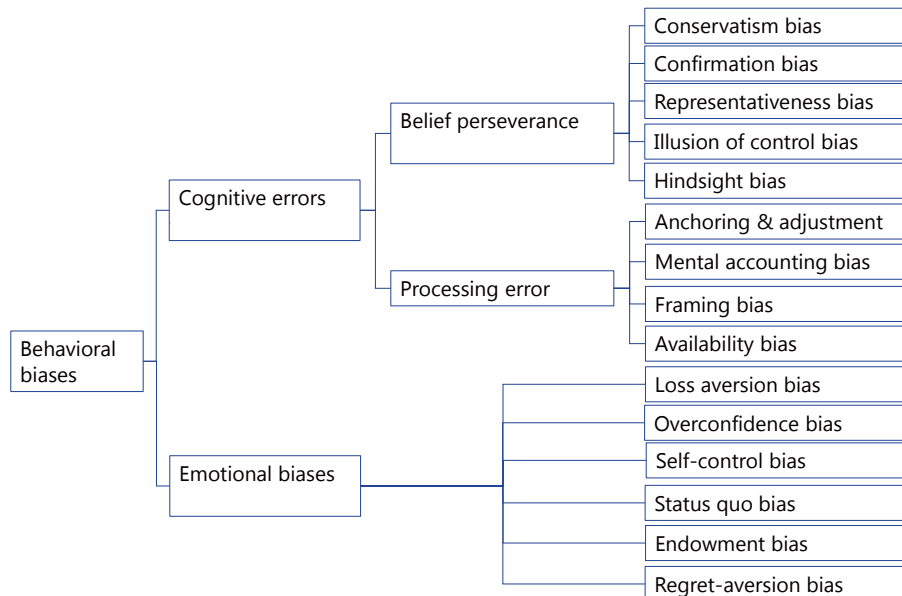 Conservatism bias
Confirmation bias
Representativeness bias
Belief perseverance
Illusion of control bias
Hindsight bias
Cognitive errors
Anchoring & adjustment
Mental accounting bias
Processing error
Framing bias
Availability bias
Behavioral
biases
Loss aversion bias
Overconfidence bias
Emotional biases
Self-control bias
Status quo bias
Endowment bias
Regret-aversion bias